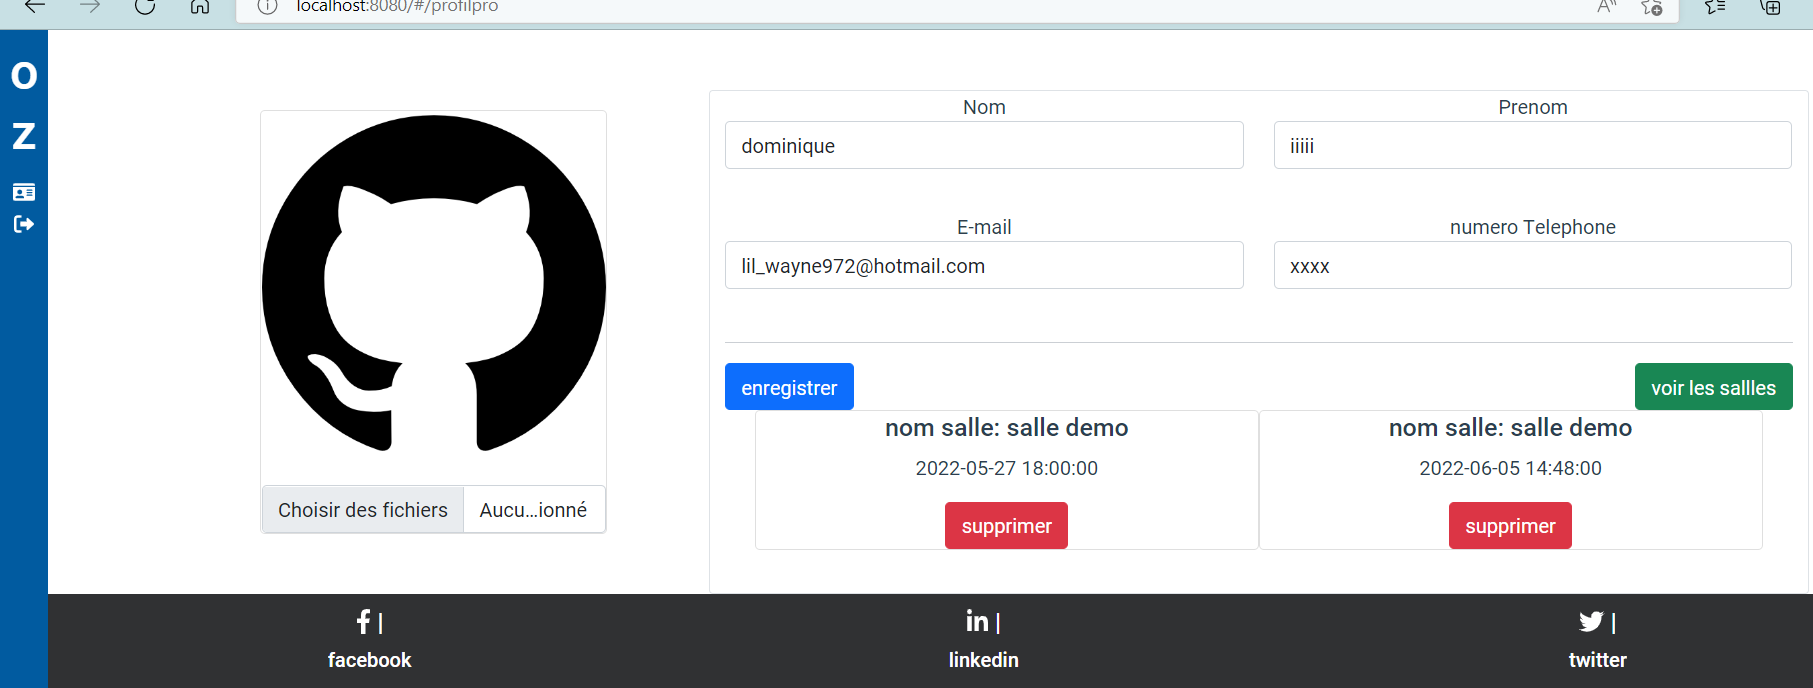 localhost:8080/#/profilpro
O
Z
Nom
Prenom
dominique
iiiii
E-mail
numero Telephone
lil_wayne972@hotmail.com
xxxx
enregistrer
voir les sallles
nom salle: salle demo
nom salle: salle demo
2022-05-27 18:00:00
2022-06-05 14:48:00
Choisir des fichiers
Aucu...ionné
supprimer
supprimer
|
|
|
facebook
linkedin
twitter